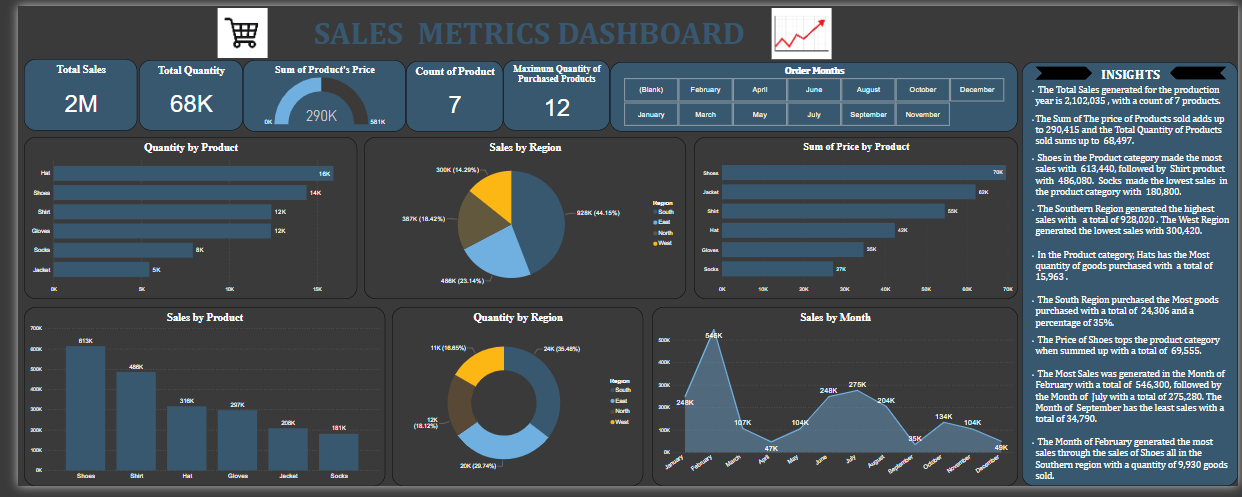 SALES METRICS DASHBOARD
Total Sales
2M
Total Quantity
68K
Sum of Product's Price
0K
290K
581K
Count of Product
7
Maximum Quantity of
Purchased Products
12
Order Months
(Blank) February April June August October December
January March May July September November
Quantity by Product
Hat 16K
Shoes 14K
Shirt 12K
Gloves 12K
Socks 8K
Jacket 5K
0K 5K 10K 15K
Sales by Region
300K (14.29%)
387K (18.42%)
928K (44.15%)
486K (23.14%)
Region
South
East
North
West
Sum of Price by Product
Shoes 70K
Jacket 62K
Shirt 55K
Hat 42K
Gloves 35K
Socks 27K
0K 10K 20K 30K 40K 50K 60K 70K
Sales by Product
700K
600K
500K
400K
300K
200K
100K
0K
613K
486K
316K
297K
208K
181K
Shoes Shirt Hat Gloves Jacket Socks
Quantity by Region
11K (16.65%)
24K (35.48%)
12K
(18.12%)
20K (29.74%)
Region
South
East
North
West
Sales by Month
500K
400K
300K
200K
100K
0K
248K
546K
107K
47K
104K
248K
275K
204K
35K
134K
104K
49K
January February March April May June July August September October November December
INSIGHTS
· The Total Sales generated for the production
year is 2,102,035 , with a count of 7 products.
·The Sum of The price of Products sold adds up
to 290,415 and the Total Quantity of Products
sold sums up to 68,497.
· Shoes in the Product category made the most
sales with 613,440, followed by Shirt product
with 486,080. Socks made the lowest sales in
the product category with 180,800.
· The Southern Region generated the highest
sales with a total of 928,020 . The West Region
generated the lowest sales with 300,420.
· In the Product category, Hats has the Most
quantity of goods purchased with a total of
15,963 .
· The South Region purchased the Most goods
purchased with a total of 24,306 and a
percentage of 35%.
· The Price of Shoes tops the product category
when summed up with a total of 69,555.
· The Most Sales was generated in the Month of
February with a total of 546,300, followed by
the Month of July with a total of 275,280. The
Month of September has the least sales with a
total of 34,790.
· The Month of February generated the most
sales through the sales of Shoes all in the
Southern region with a quantity of 9,930 goods
sold.